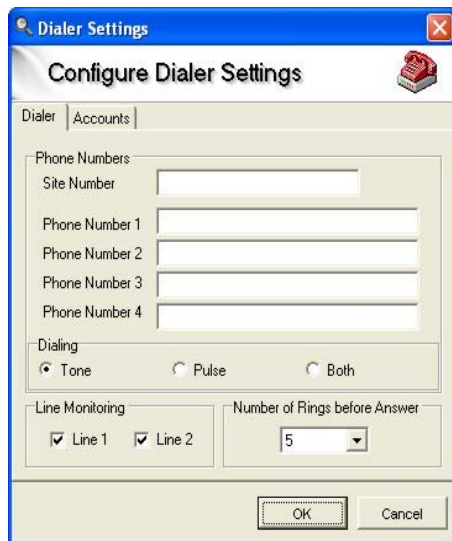 Dialer Settings
Configure Dialer Settings
Dialer Accounts
Phone Numbers
Site Number
Phone Number 1
Phone Number 2
Phone Number 3
Phone Number 4
Dialing
Tone Pulse Both
Line Monitoring
Line 1 Line 2
Number of Rings before Answer
5
OK Cancel